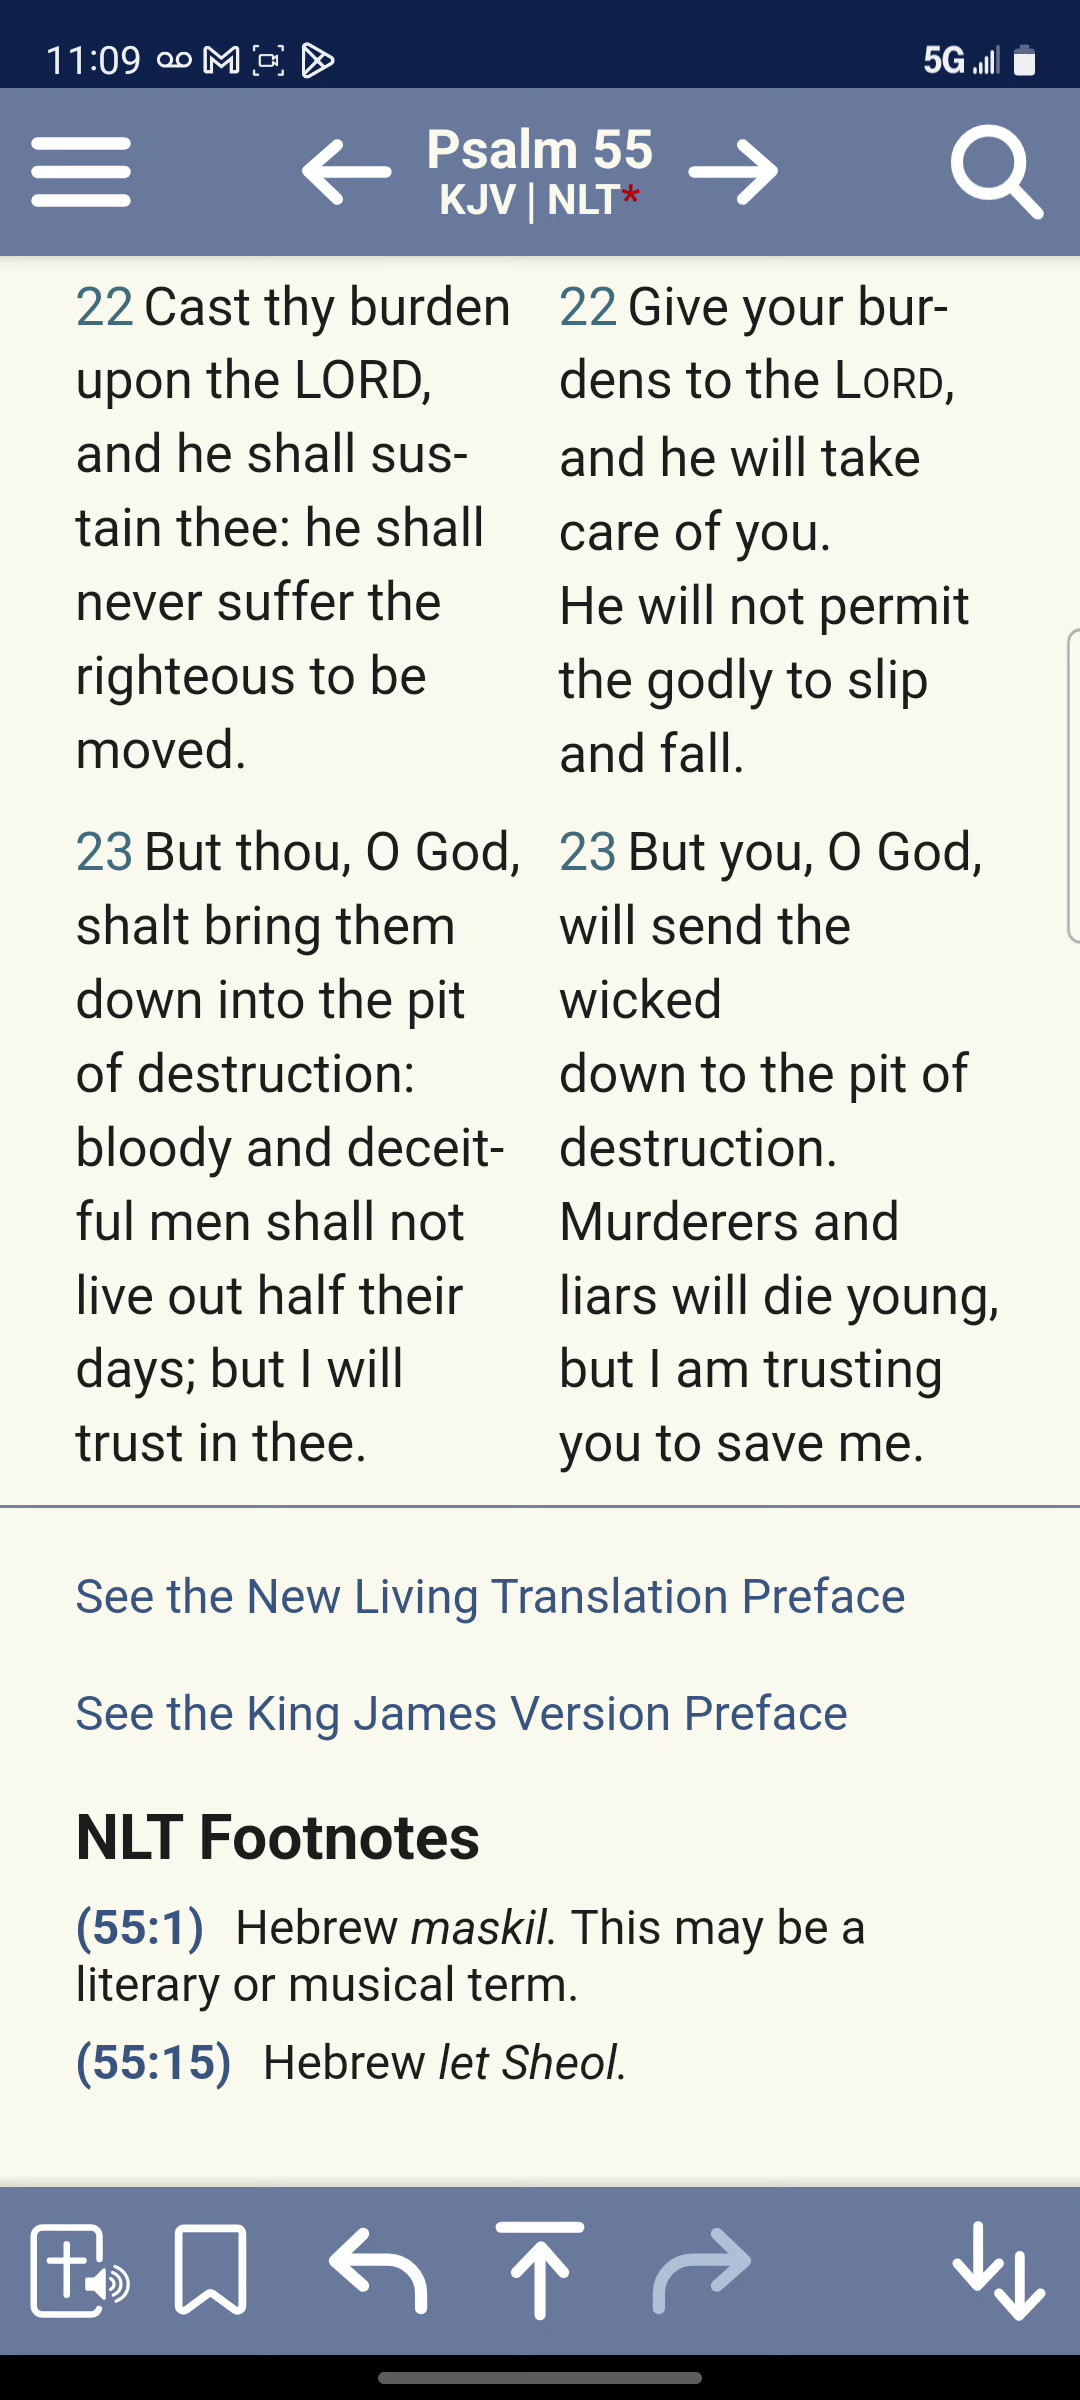 11:09
5G
Psalm 55
KJV | NLT*
22 Cast thy burden
upon the LORD,
and he shall sus-
tain thee: he shall
never suffer the
righteous to be
moved.
22 Give your bur-
dens to the LORD,
and he will take
care of you.
He will not permit
the godly to slip
and fall.
23 But thou, O God,
shalt bring them
down into the pit
of destruction:
bloody and deceit-
ful men shall not
live out half their
days; but I will
trust in thee.
23 But you, O God,
will send the
wicked
down to the pit of
destruction.
Murderers and
liars will die young,
but I am trusting
you to save me.
See the New Living Translation Preface
See the King James Version Preface
NLT Footnotes
(55:1) Hebrew maskil. This may be a
literary or musical term.
(55:15) Hebrew let Sheol.